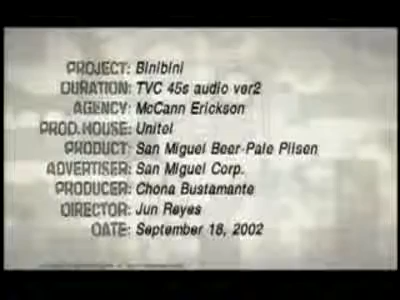 PROJECT: Binibini
DURATION: TVC 45s audio ver2
AGENCY: McCann Erickson
PROD.HOUSE: Unitel
PRODUCT: San Miguel Beer-Pale Pilsen
ADVERTISER: San Miguel Corp.
PRODUCER: Chona Bustamante
DIRECTOR: Jun Reyes
DATE: September 18, 2002